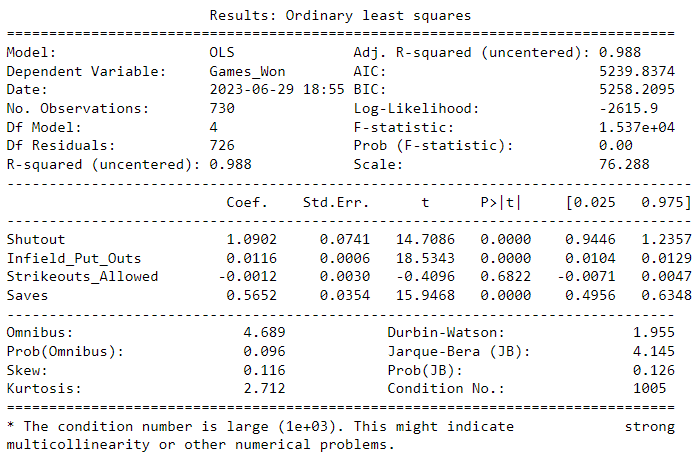 Results: Ordinary least squares
==========================================================================
Model: OLS Adj. R-squared (uncentered): 0.988
Dependent Variable: Games_Won AIC: 5239.8374
Date: 2023-06-29 18:55 BIC: 5258.2095
No. Observations: 730 Log-Likelihood: -2615.9
Df Model: 4 F-statistic: 1.537e+04
Df Residuals: 726 Prob (F-statistic): 0.00
R-squared (uncentered): 0.988 Scale: 76.288
--------------------------------------------------------------------------
Coef. Std.Err. t P>|t| [0.025 0.975]
--------------------------------------------------------------------------
Shutout 1.0902 0.0741 14.7086 0.0000 0.9446 1.2357
Infield_Put_Outs 0.0116 0.0006 18.5343 0.0000 0.0104 0.0129
Strikeouts_Allowed -0.0012 0.0030 -0.4096 0.6822 -0.0071 0.0047
Saves 0.5652 0.0354 15.9468 0.0000 0.4956 0.6348
--------------------------------------------------------------------------
Omnibus: 4.689 Durbin-Watson: 1.955
Prob(Omnibus): 0.096 Jarque-Bera (JB): 4.145
Skew: 0.116 Prob(JB): 0.126
Kurtosis: 2.712 Condition No.: 1005
==========================================================================
* The condition number is large (1e+03). This might indicate strong
multicollinearity or other numerical problems.